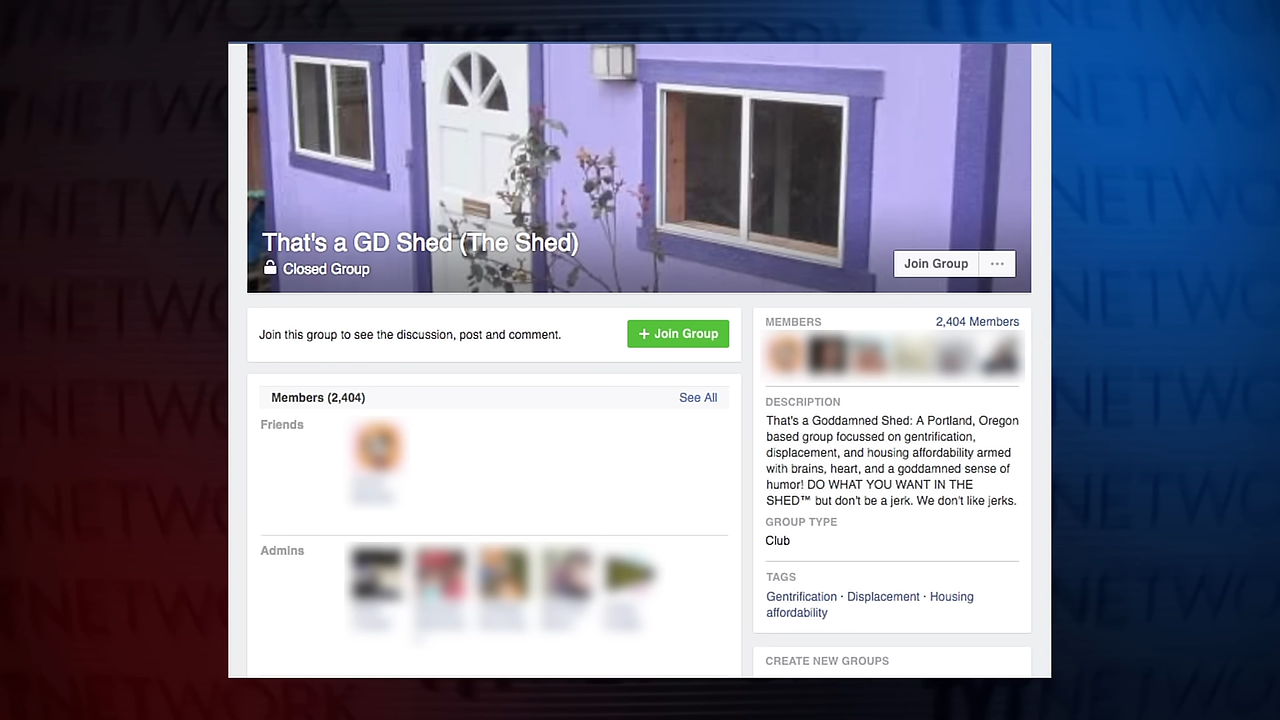 That's a GD Shed (The Shed)
Closed Group
Join Group
Join this group to see the discussion, post and comment.
+ Join Group
Members (2,404)
See All
Friends
Admins
MEMBERS
2,404 Members
DESCRIPTION
That's a Goddamned Shed: A Portland, Oregon
based group focussed on gentrification,
displacement, and housing affordability armed
with brains, heart, and a goddamned sense of
humor! DO WHAT YOU WANT IN THE
SHED™ but don't be a jerk. We don't like jerks.
GROUP TYPE
Club
TAGS
Gentrification · Displacement · Housing
affordability
CREATE NEW GROUPS